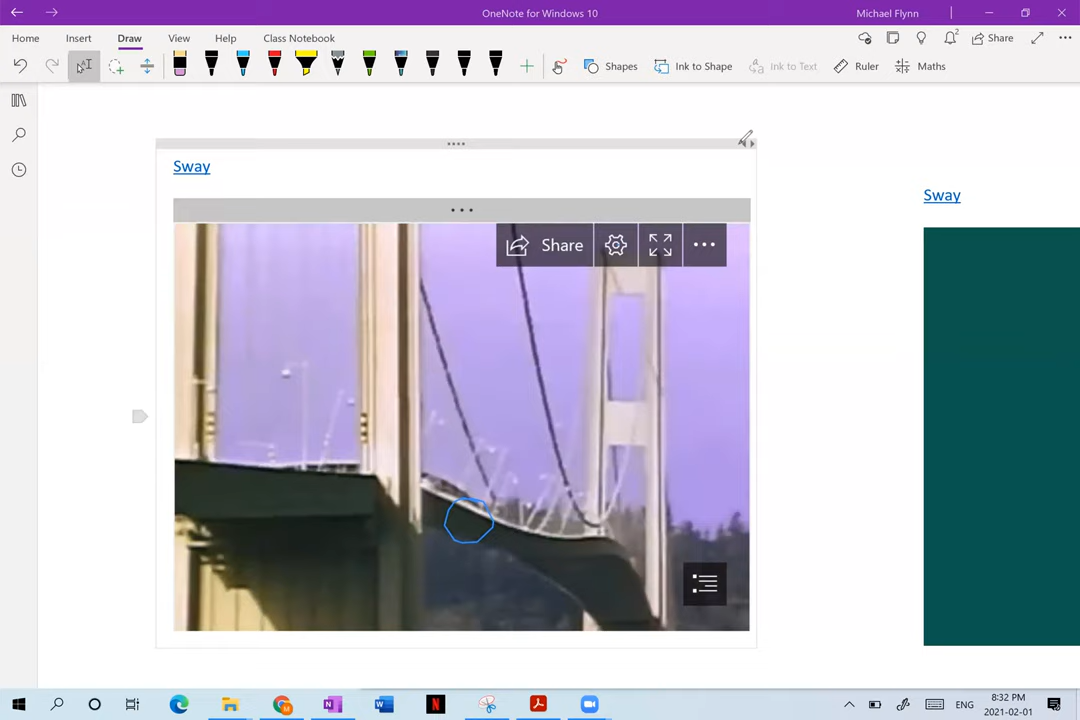 OneNote for Windows 10
Michael Flynn
Home
Insert
Draw
View
Help
Class Notebook
Share
Shapes
Ink to Shape
Ink to Text
Ruler
Maths
Sway
Share
Sway
ENG
8:32 PM
2021-02-01